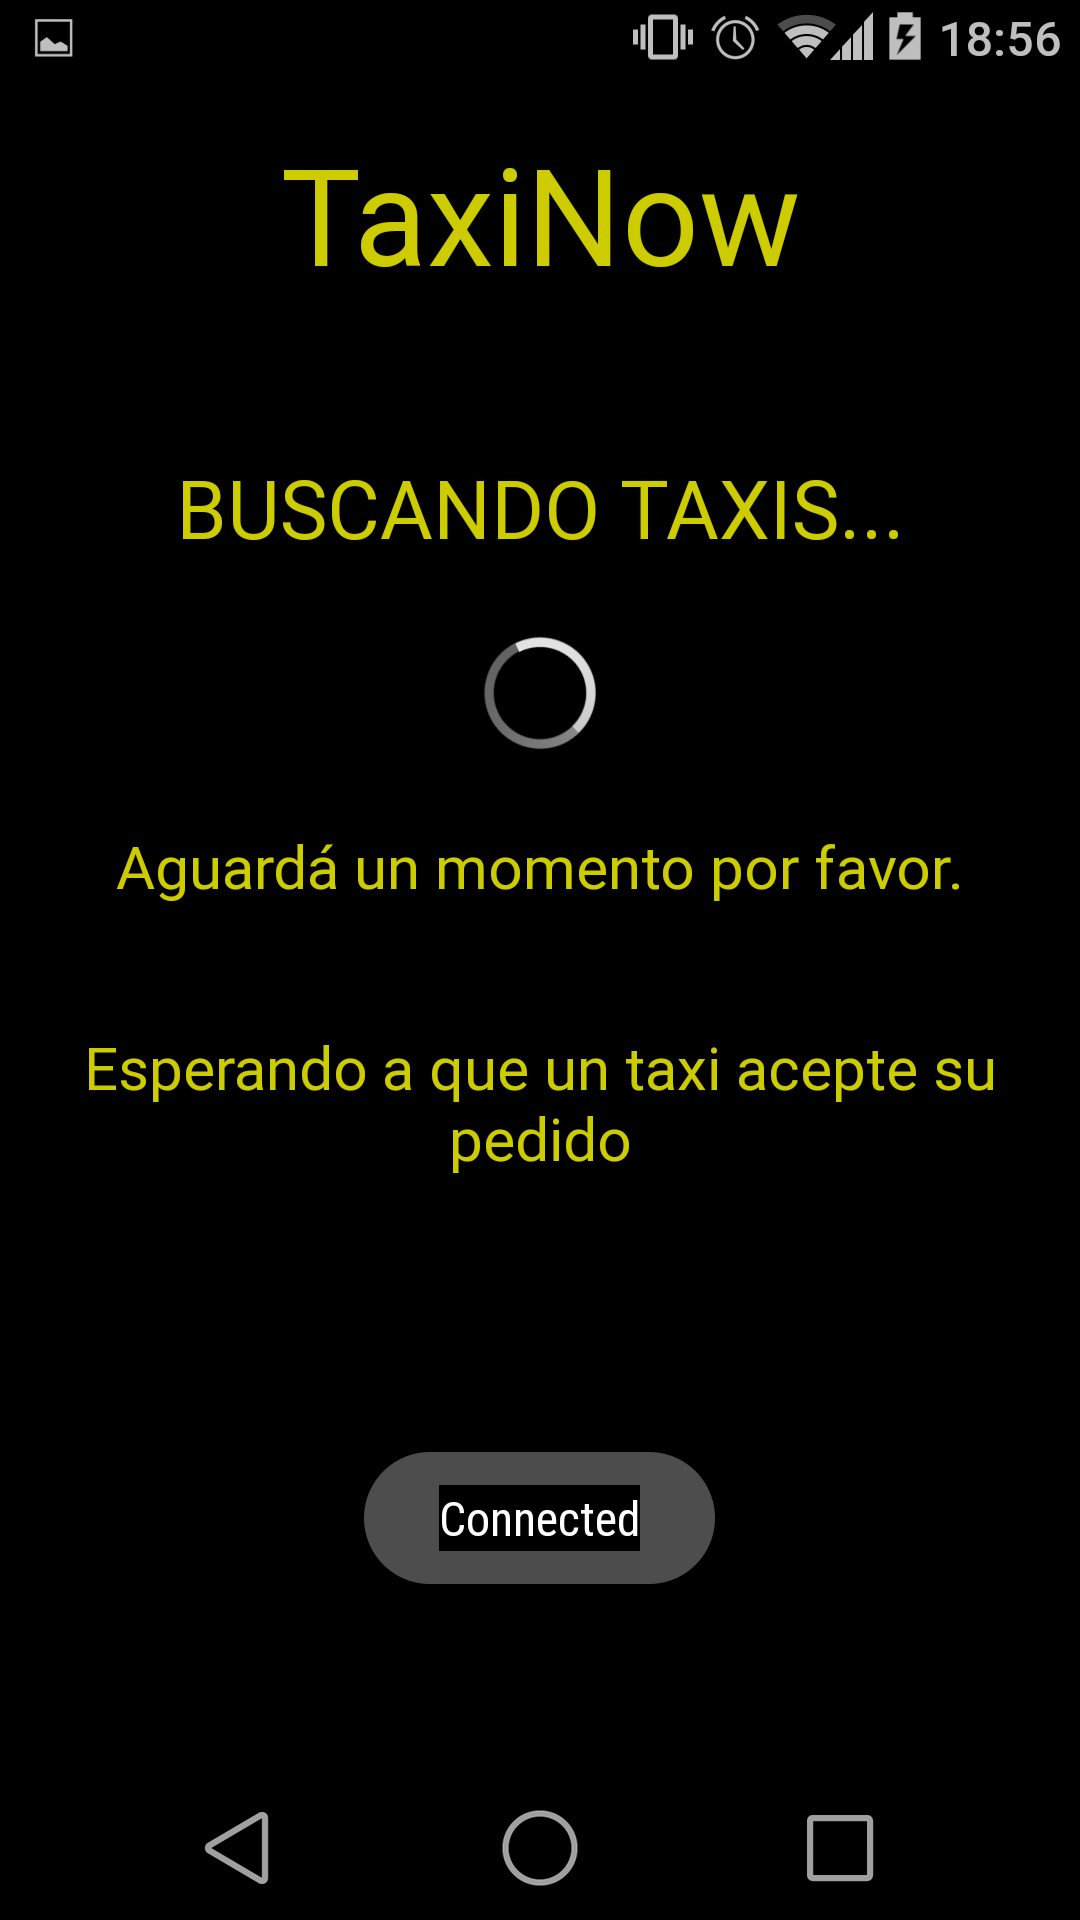 18:56
TaxiNow
BUSCANDO TAXIS...
Aguardá un momento por favor.
Esperando a que un taxi acepte su
pedido
Connected